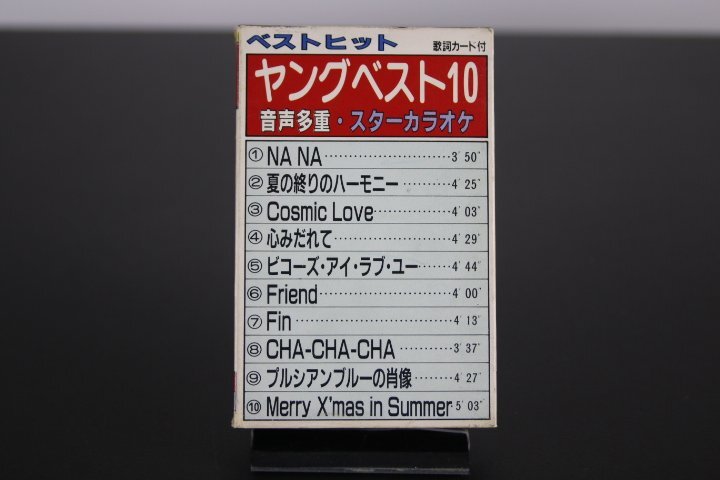 ベストヒット 歌詞カード付
ヤングベスト10
音声多重・スターカラオケ
① NA NA 3′50″
② 夏の終りのハーモニー 4′25″
③ Cosmic Love 4′03″
④ 心みだれて 4′29″
⑤ ビコーズ・アイ・ラブ・ユー 4′44″
⑥ Friend 4′00″
⑦ Fin 4′13″
⑧ CHA-CHA-CHA 3′37″
⑨ プルシアンブルーの肖像 4′27″
⑩ Merry X'mas in Summer 5′03″